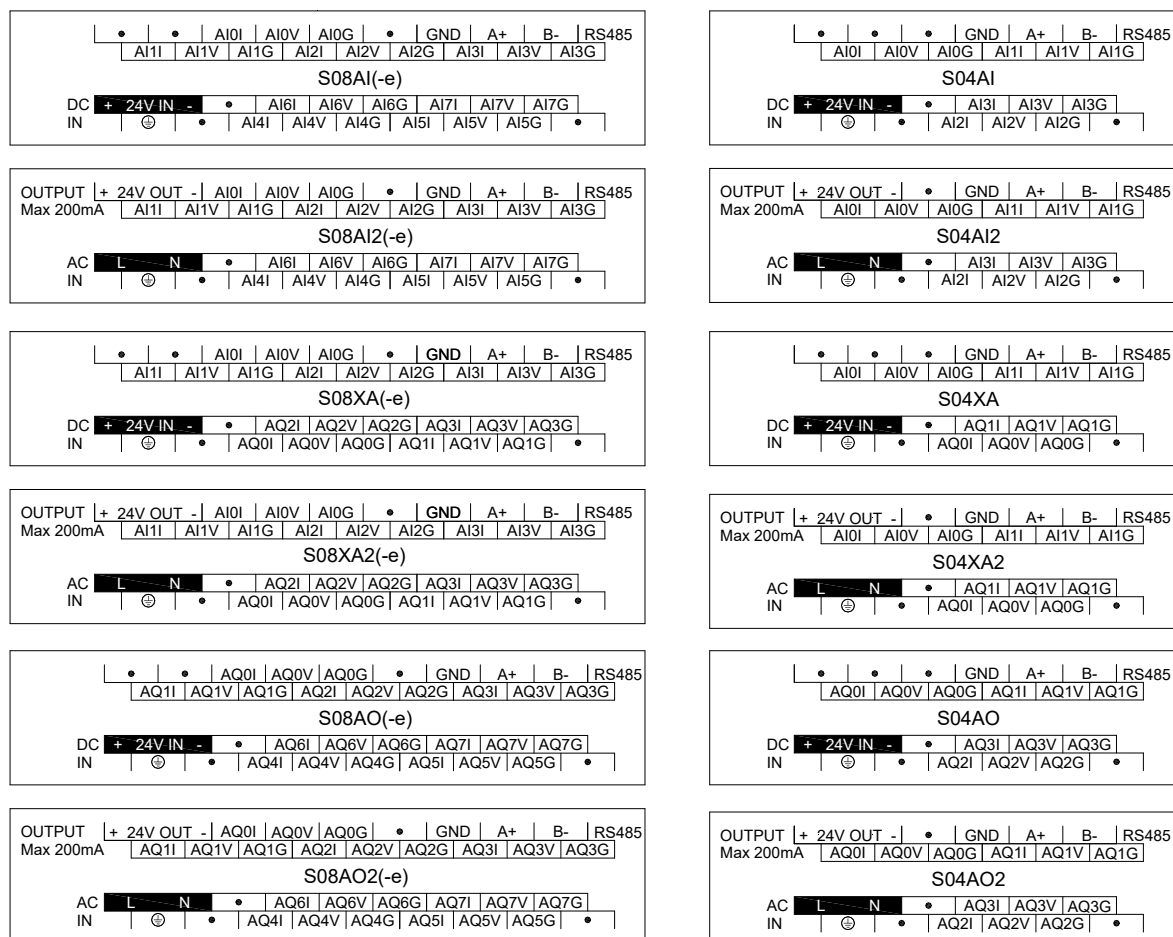 • • AI0I AI0V AI0G • GND A+ B- RS485
AI1I AI1V AI1G AI2I AI2V AI2G AI3I AI3V AI3G
S08AI(-e)
DC + 24V IN - • AI6I AI6V AI6G AI7I AI7V AI7G
IN • AI4I AI4V AI4G AI5I AI5V AI5G •
• • • GND A+ B- RS485
AI0I AI0V AI0G AI1I AI1V AI1G
S04AI
DC + 24V IN - • AI3I AI3V AI3G
IN • AI2I AI2V AI2G •
OUTPUT + 24V OUT - AI0I AI0V AI0G • GND A+ B- RS485
Max 200mA AI1I AI1V AI1G AI2I AI2V AI2G AI3I AI3V AI3G
S08AI2(-e)
AC L N • AI6I AI6V AI6G AI7I AI7V AI7G
IN • AI4I AI4V AI4G AI5I AI5V AI5G •
OUTPUT + 24V OUT - • GND A+ B- RS485
Max 200mA AI0I AI0V AI0G AI1I AI1V AI1G
S04AI2
AC L N • AI3I AI3V AI3G
IN • AI2I AI2V AI2G •
• • AI0I AI0V AI0G • GND A+ B- RS485
AI1I AI1V AI1G AI2I AI2V AI2G AI3I AI3V AI3G
S08XA(-e)
DC + 24V IN - • AQ2I AQ2V AQ2G AQ3I AQ3V AQ3G
IN • AQ0I AQ0V AQ0G AQ1I AQ1V AQ1G •
• • • GND A+ B- RS485
AI0I AI0V AI0G AI1I AI1V AI1G
S04XA
DC + 24V IN - • AQ1I AQ1V AQ1G
IN • AQ0I AQ0V AQ0G •
OUTPUT + 24V OUT - AI0I AI0V AI0G • GND A+ B- RS485
Max 200mA AI1I AI1V AI1G AI2I AI2V AI2G AI3I AI3V AI3G
S08XA2(-e)
AC L N • AQ2I AQ2V AQ2G AQ3I AQ3V AQ3G
IN • AQ0I AQ0V AQ0G AQ1I AQ1V AQ1G •
OUTPUT + 24V OUT - • GND A+ B- RS485
Max 200mA AI0I AI0V AI0G AI1I AI1V AI1G
S04XA2
AC L N • AQ1I AQ1V AQ1G
IN • AQ0I AQ0V AQ0G •
• • AQ0I AQ0V AQ0G • GND A+ B- RS485
AQ1I AQ1V AQ1G AQ2I AQ2V AQ2G AQ3I AQ3V AQ3G
S08AO(-e)
DC + 24V IN - • AQ6I AQ6V AQ6G AQ7I AQ7V AQ7G
IN • AQ4I AQ4V AQ4G AQ5I AQ5V AQ5G •
• • • GND A+ B- RS485
AQ0I AQ0V AQ0G AQ1I AQ1V AQ1G
S04AO
DC + 24V IN - • AQ3I AQ3V AQ3G
IN • AQ2I AQ2V AQ2G •
OUTPUT + 24V OUT - AQ0I AQ0V AQ0G • GND A+ B- RS485
Max 200mA AQ1I AQ1V AQ1G AQ2I AQ2V AQ2G AQ3I AQ3V AQ3G
S08AO2(-e)
AC L N • AQ6I AQ6V AQ6G AQ7I AQ7V AQ7G
IN • AQ4I AQ4V AQ4G AQ5I AQ5V AQ5G •
OUTPUT + 24V OUT - • GND A+ B- RS485
Max 200mA AQ0I AQ0V AQ0G AQ1I AQ1V AQ1G
S04AO2
AC L N • AQ3I AQ3V AQ3G
IN • AQ2I AQ2V AQ2G •